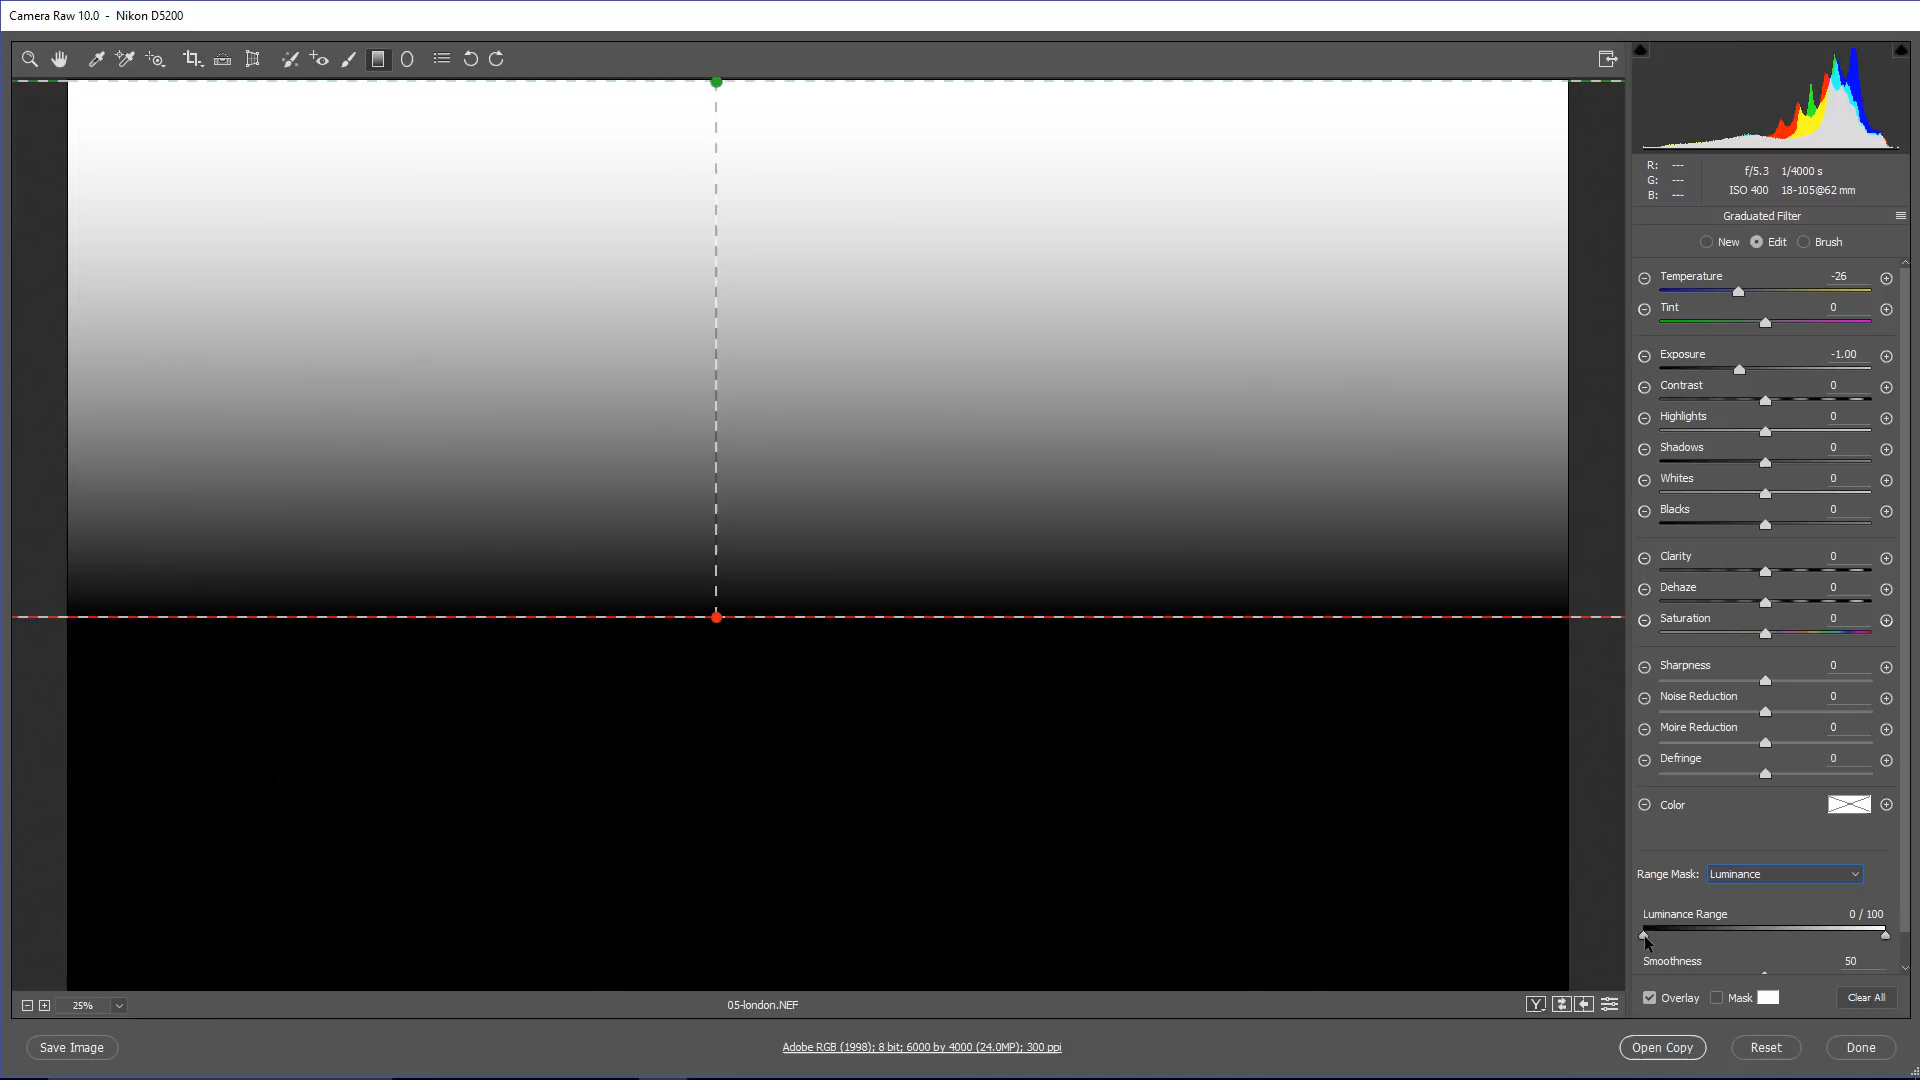 Camera Raw 10.0 - Nikon D5200
R: ---
G: ---
B: ---
f/5.3 1/4000 s
ISO 400 18-105@62 mm
Graduated Filter
New Edit Brush
Temperature -26
Tint 0
Exposure -1.00
Contrast 0
Highlights 0
Shadows 0
Whites 0
Blacks 0
Clarity 0
Dehaze 0
Saturation 0
Sharpness 0
Noise Reduction 0
Moire Reduction 0
Defringe 0
Color
Range Mask: Luminance
Luminance Range 0 / 100
Smoothness 50
Overlay Mask Clear All
25% 05-london.NEF Y
Save Image Adobe RGB (1998); 8 bit; 6000 by 4000 (24.0MP); 300 ppi Open Copy Reset Done